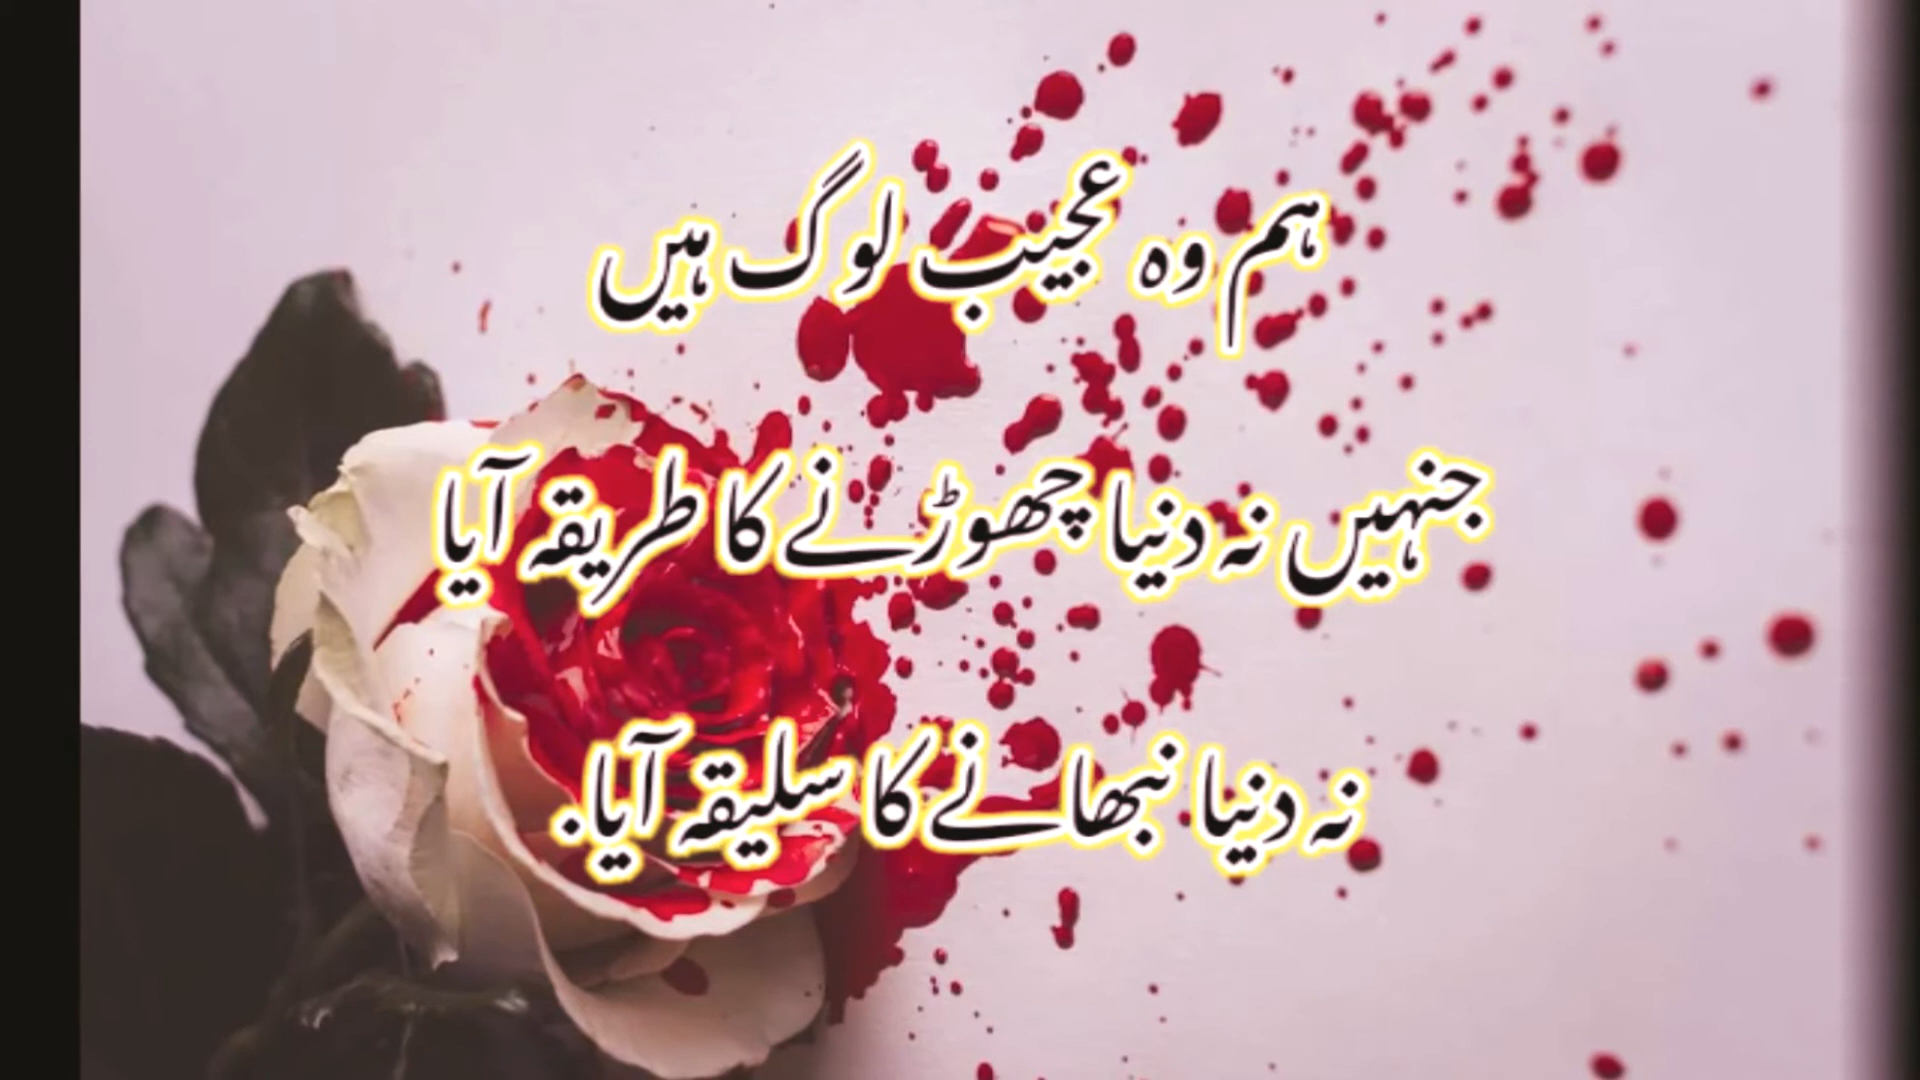 ہم وہ عجیب لوگ ہیں
جنہیں نہ دنیا چھوڑنے کا طریقہ آیا
نہ دنیا نبھانے کا سلیقہ آیا.